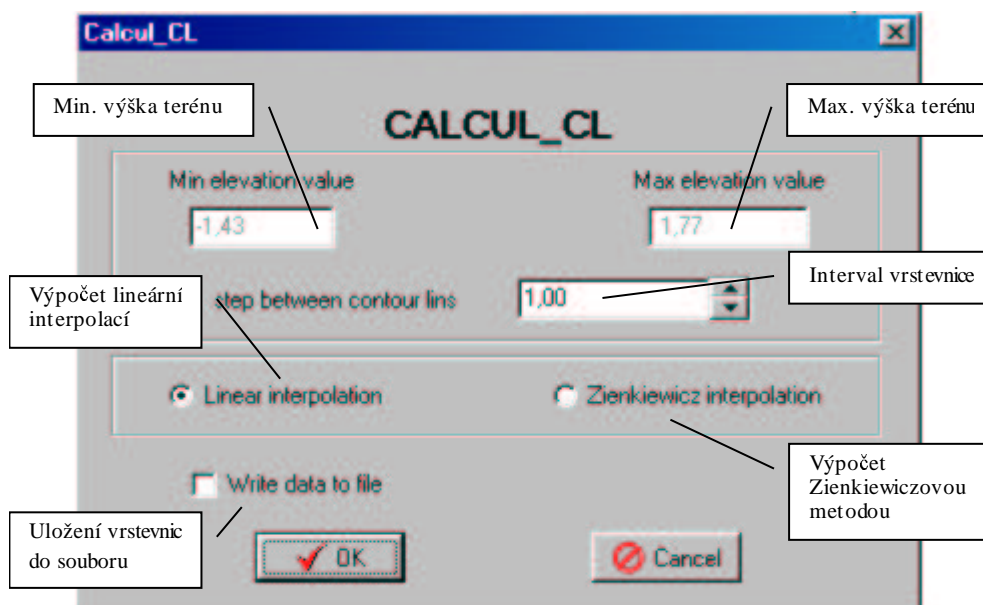 Calcul_CL
Min. výška terénu
Max. výška terénu
CALCUL_CL
Min elevation value
Max elevation value
-1,43
1,77
Výpočet lineární
interpolací
step between contour lins
1,00
Interval vrstevnice
Linear interpolation
Zienkiewicz interpolation
Výpočet
Zienkiewiczovou
metodou
Write data to file
Uložení vrstevnic
do souboru
OK
Cancel